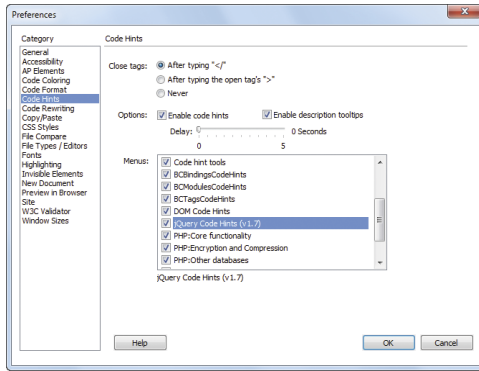 Preferences
Category
Code Hints
General
Accessibility
AP Elements
Code Coloring
Code Format
Code Hints
Code Rewriting
Copy/Paste
CSS Styles
File Compare
File Types / Editors
Fonts
Highlighting
Invisible Elements
New Document
Preview in Browser
Site
W3C Validator
Window Sizes
Close tags:
After typing "</"
After typing the open tag's ">"
Never
Options:
Enable code hints
Enable description tooltips
Delay:
0 Seconds
0
5
Menus:
Code hint tools
BCBindingsCodeHints
BCModulesCodeHints
BCTagsCodeHints
DOM Code Hints
jQuery Code Hints (v1.7)
PHP:Core functionality
PHP:Encryption and Compression
PHP:Other databases
jQuery Code Hints (v1.7)
Help
OK
Cancel